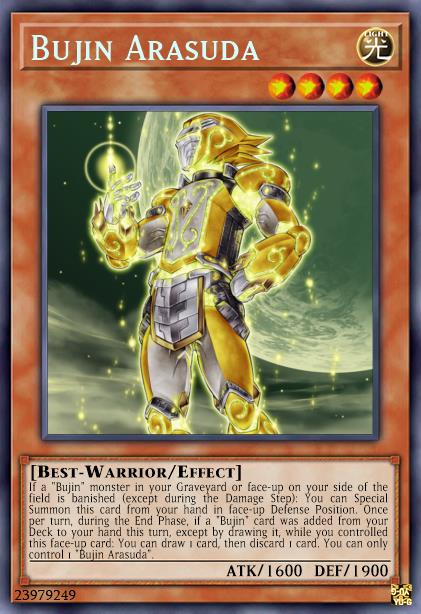 BUJIN ARASUDA
LIGHT
光
[BEST-WARRIOR/EFFECT]
If a "Bujin" monster in your Graveyard or face-up on your side of the
field is banished (except during the Damage Step): You can Special
Summon this card from your hand in face-up Defense Position. Once
per turn, during the End Phase, if a "Bujin" card was added from your
Deck to your hand this turn, except by drawing it, while you controlled
this face-up card: You can draw 1 card, then discard 1 card. You can only
control 1 "Bujin Arasuda".
ATK/1600 DEF/1900
23979249